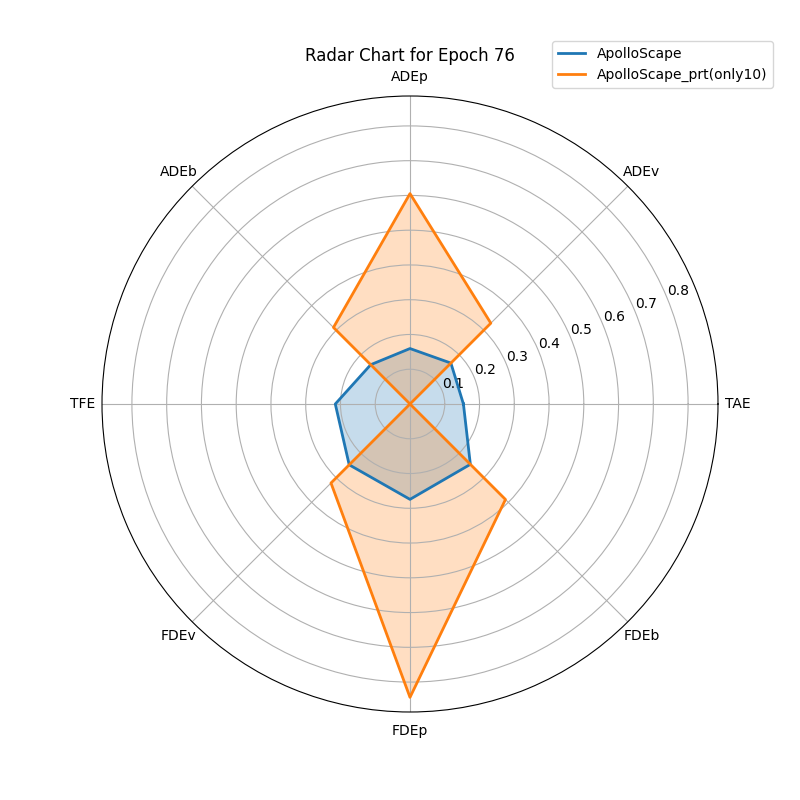 Radar Chart for Epoch 76
ApolloScape
ApolloScape_prt(only10)
ADEp
ADEb
ADEv
0.8
0.7
0.6
0.5
0.4
0.3
0.2
0.1
TFE
TAE
FDEv
FDEb
FDEp